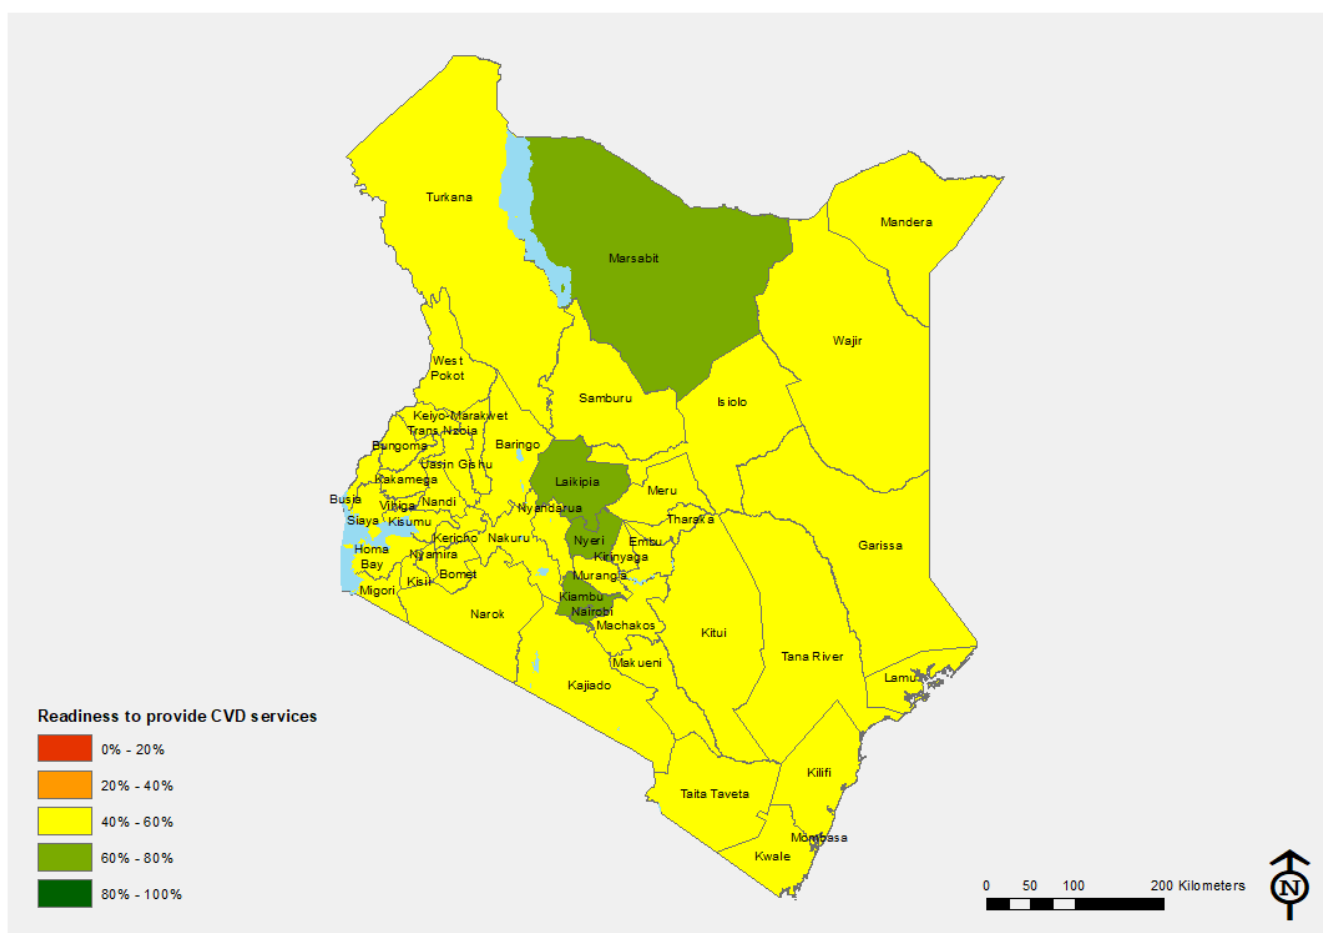 Turkana
Mandera
Marsabit
Wajir
West
Pokot
Samburu
Isiolo
Keiyo-Marakwet
Trans Nzoia
Bungoma
Baringo
Uasin Gishu
Kakamega
Laikipia
Meru
Busia
Vihiga
Nandi
Nyandarua
Siaya
Kisumu
Tharaka
Kericho
Nakuru
Nyeri
Embu
Garissa
Homa
Bay
Nyamira
Kirinyaga
Bomet
Murang'a
Kisii
Migori
Kiambu
Nairobi
Narok
Machakos
Kitui
Makueni
Tana River
Kajiado
Lamu
Kilifi
Taita Taveta
Mombasa
Kwale
Readiness to provide CVD services
0% - 20%
20% - 40%
40% - 60%
60% - 80%
80% - 100%
0 50 100 200 Kilometers
N